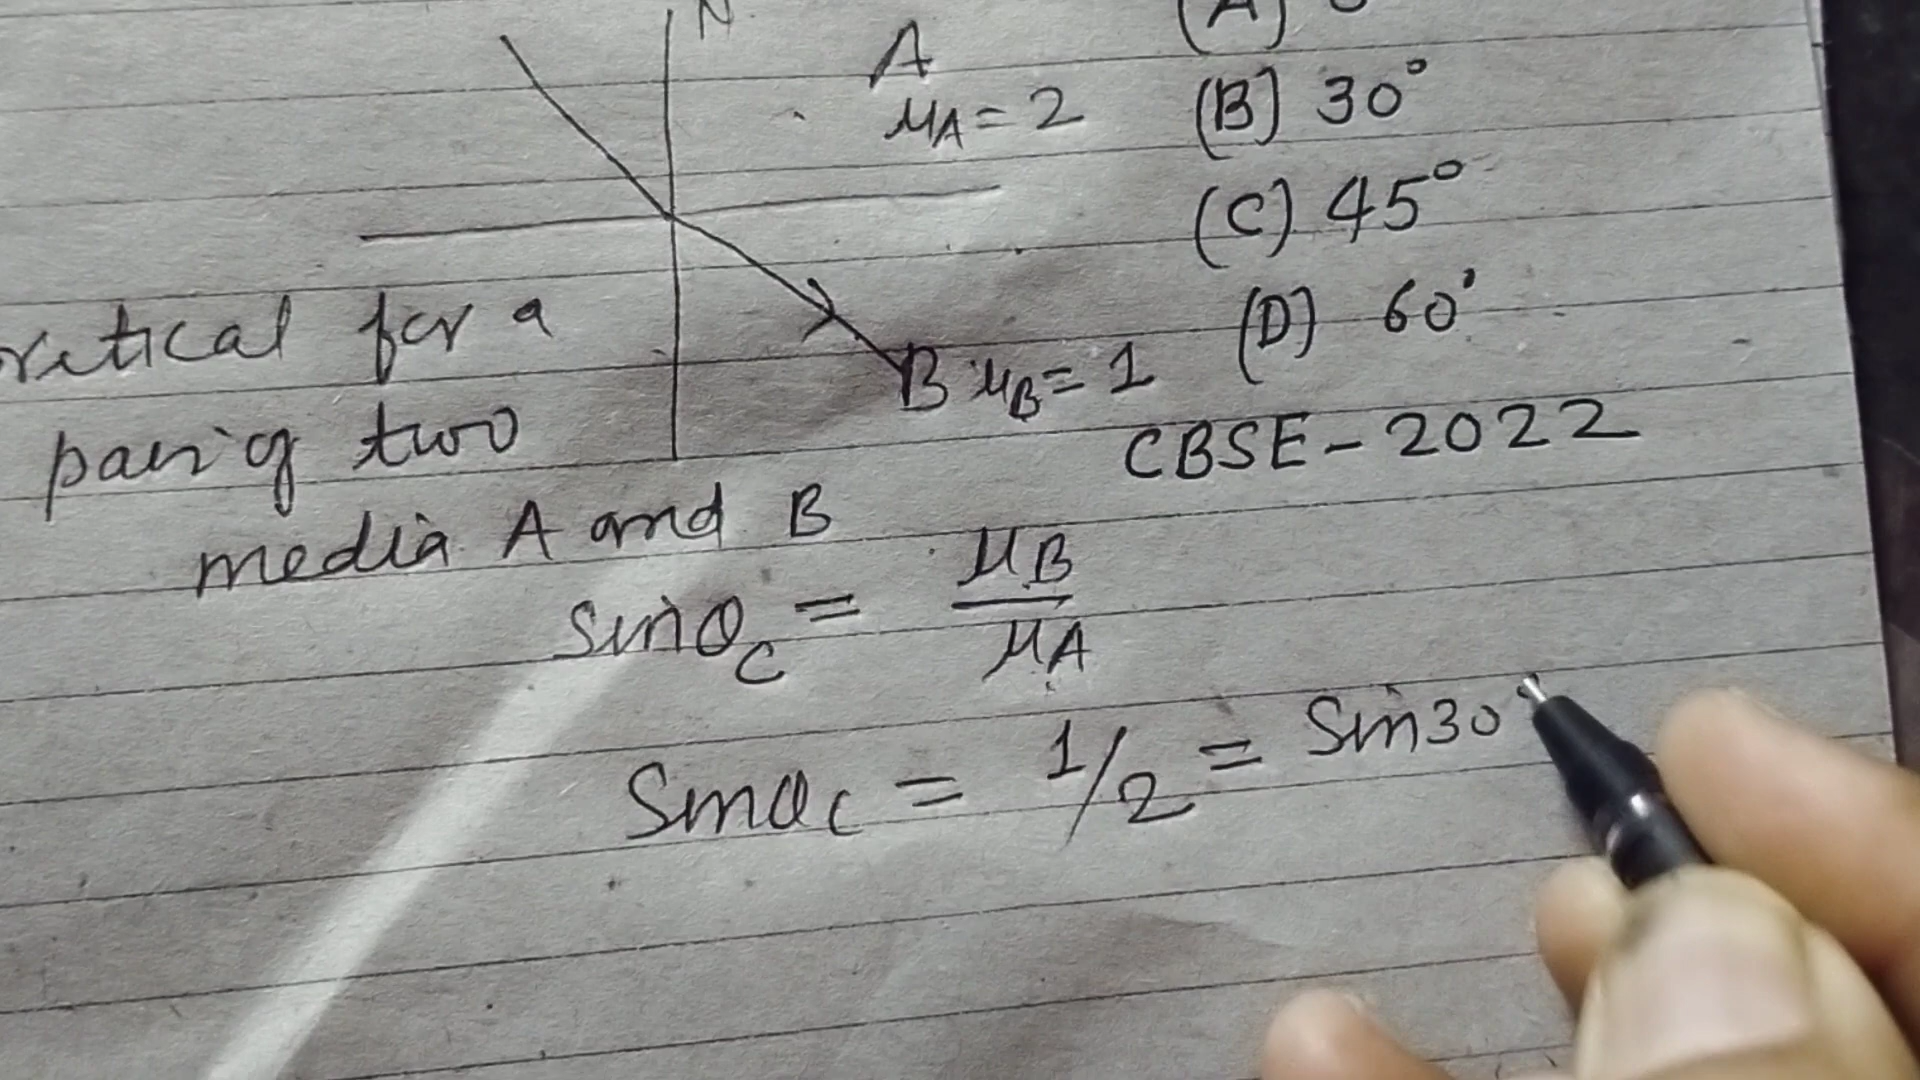 N
A
μA = 2
(A) 0
(B) 30°
(C) 45°
(D) 60°
B μB = 1
CBSE - 2022
for a
pair of two
media A and B
sinθc = μB / μA
Sinθc = 1/2 = Sin30°